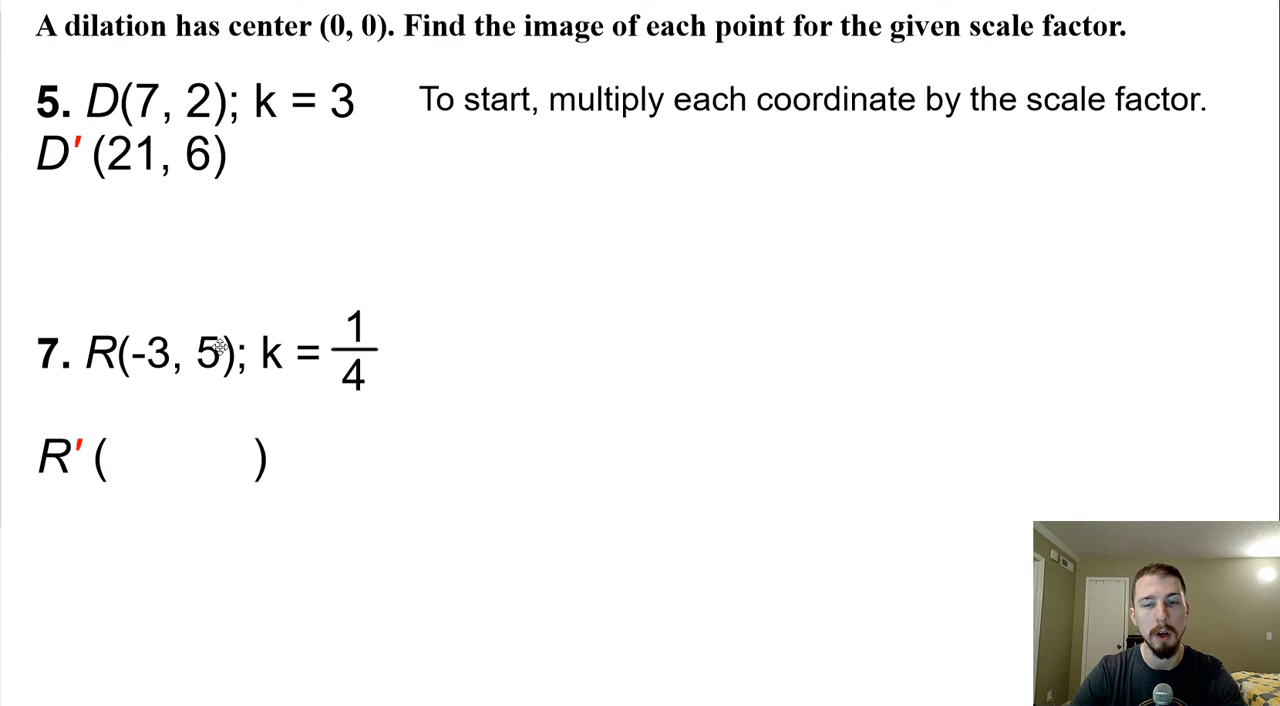 A dilation has center (0, 0). Find the image of each point for the given scale factor.
5. D(7, 2); k = 3 To start, multiply each coordinate by the scale factor.
D' (21, 6)
7. R(-3, 5); k = 1/4
R' ( )